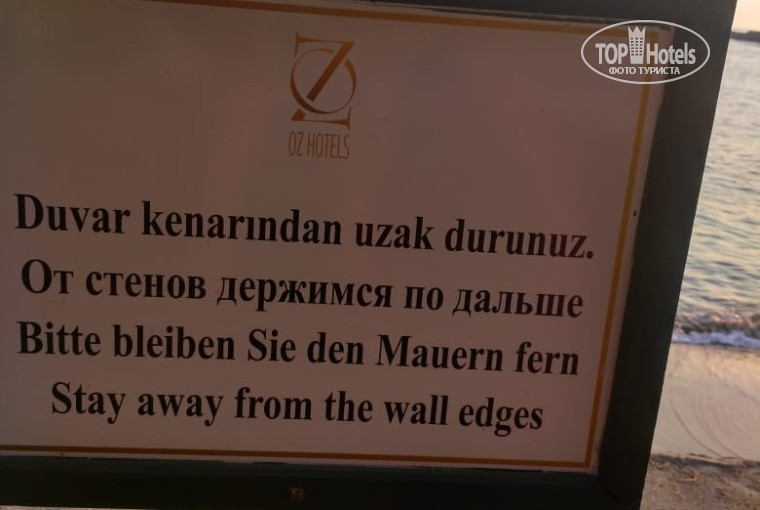 TOP Hotels
ФОТО ТУРИСТА
OZ HOTELS
Duvar kenarından uzak durunuz.
От стенов держимся по дальше
Bitte bleiben Sie den Mauern fern
Stay away from the wall edges